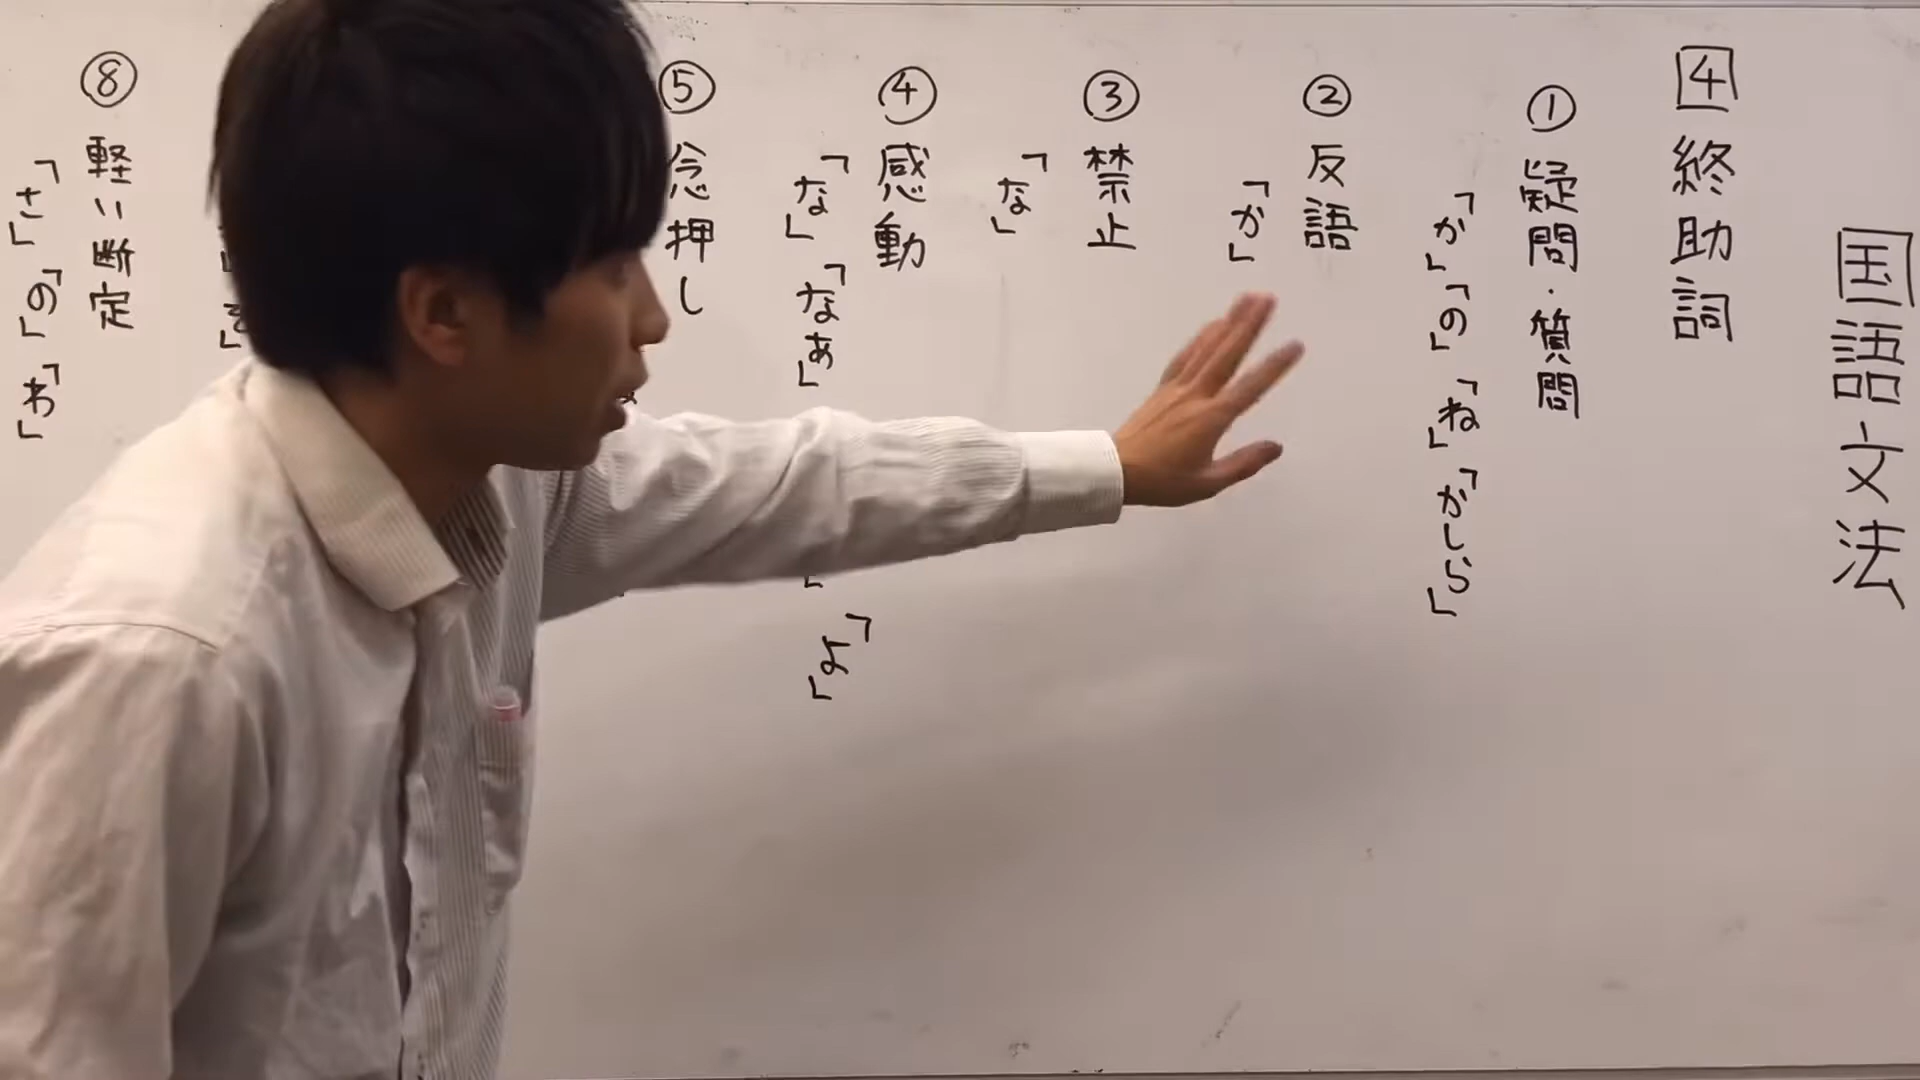 国語文法
4 終助詞
① 疑問・質問
「か」「の」「ね」「かしら」
② 反語
「か」
③ 禁止
「な」
④ 感動
「な」「なぁ」
「よ」
⑤ 念押し
⑧ 軽い断定
「さ」「の」「わ」